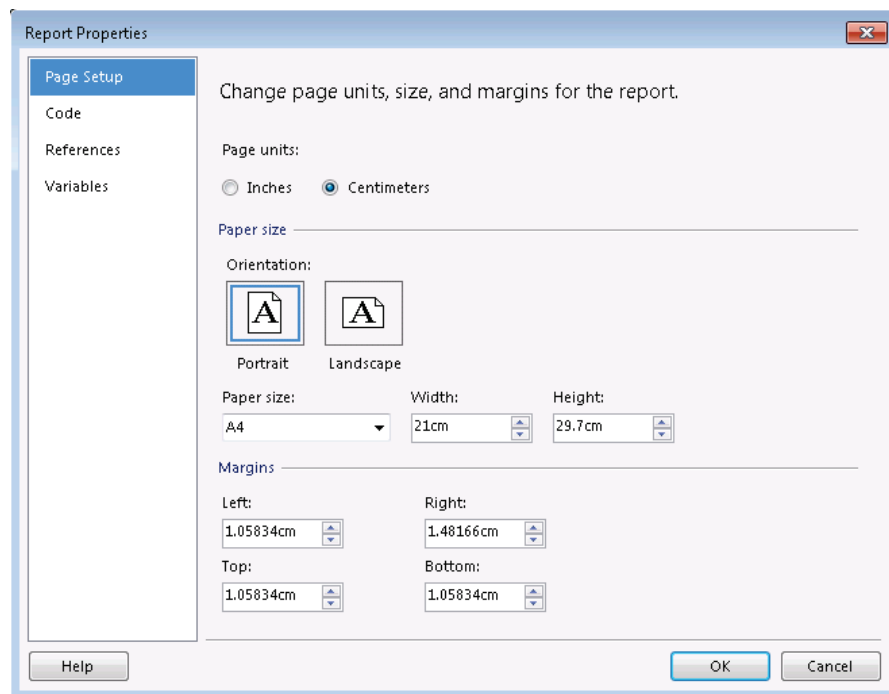 Report Properties
Page Setup
Code
References
Variables
Change page units, size, and margins for the report.
Page units:
Inches Centimeters
Paper size
Orientation:
A A
Portrait Landscape
Paper size: Width: Height:
A4 21cm 29.7cm
Margins
Left: Right:
1.05834cm 1.48166cm
Top: Bottom:
1.05834cm 1.05834cm
Help OK Cancel